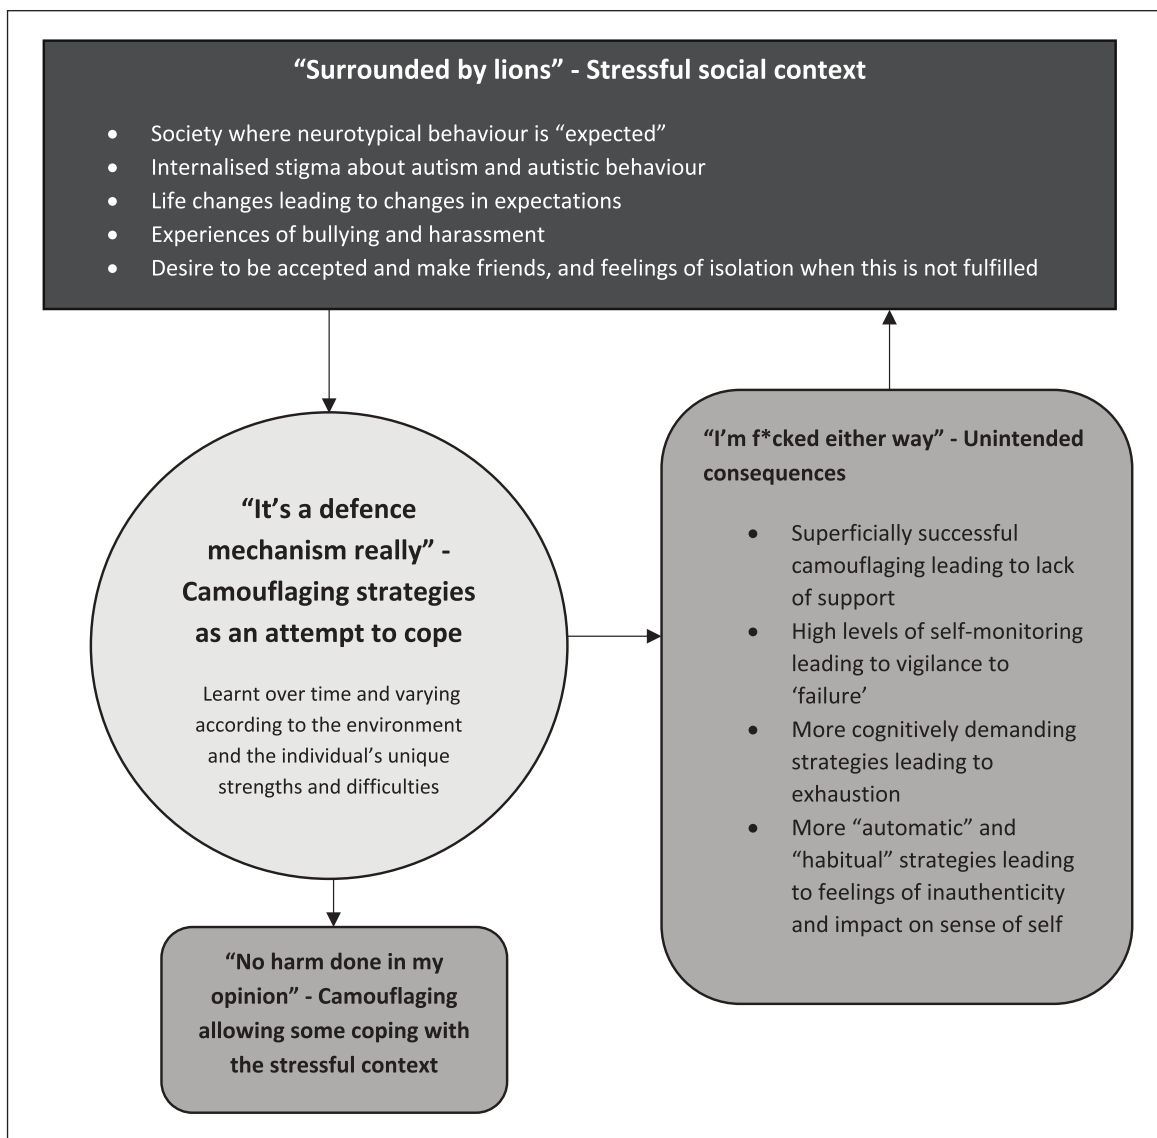 “Surrounded by lions” - Stressful social context
• Society where neurotypical behaviour is “expected”
• Internalised stigma about autism and autistic behaviour
• Life changes leading to changes in expectations
• Experiences of bullying and harassment
• Desire to be accepted and make friends, and feelings of isolation when this is not fulfilled
“It’s a defence
mechanism really” -
Camouflaging strategies
as an attempt to cope
Learnt over time and varying
according to the environment
and the individual’s unique
strengths and difficulties
“I’m f*cked either way” - Unintended
consequences
• Superficially successful
camouflaging leading to lack
of support
• High levels of self-monitoring
leading to vigilance to
‘failure’
• More cognitively demanding
strategies leading to
exhaustion
• More “automatic” and
“habitual” strategies leading
to feelings of inauthenticity
and impact on sense of self
“No harm done in my
opinion” - Camouflaging
allowing some coping with
the stressful context